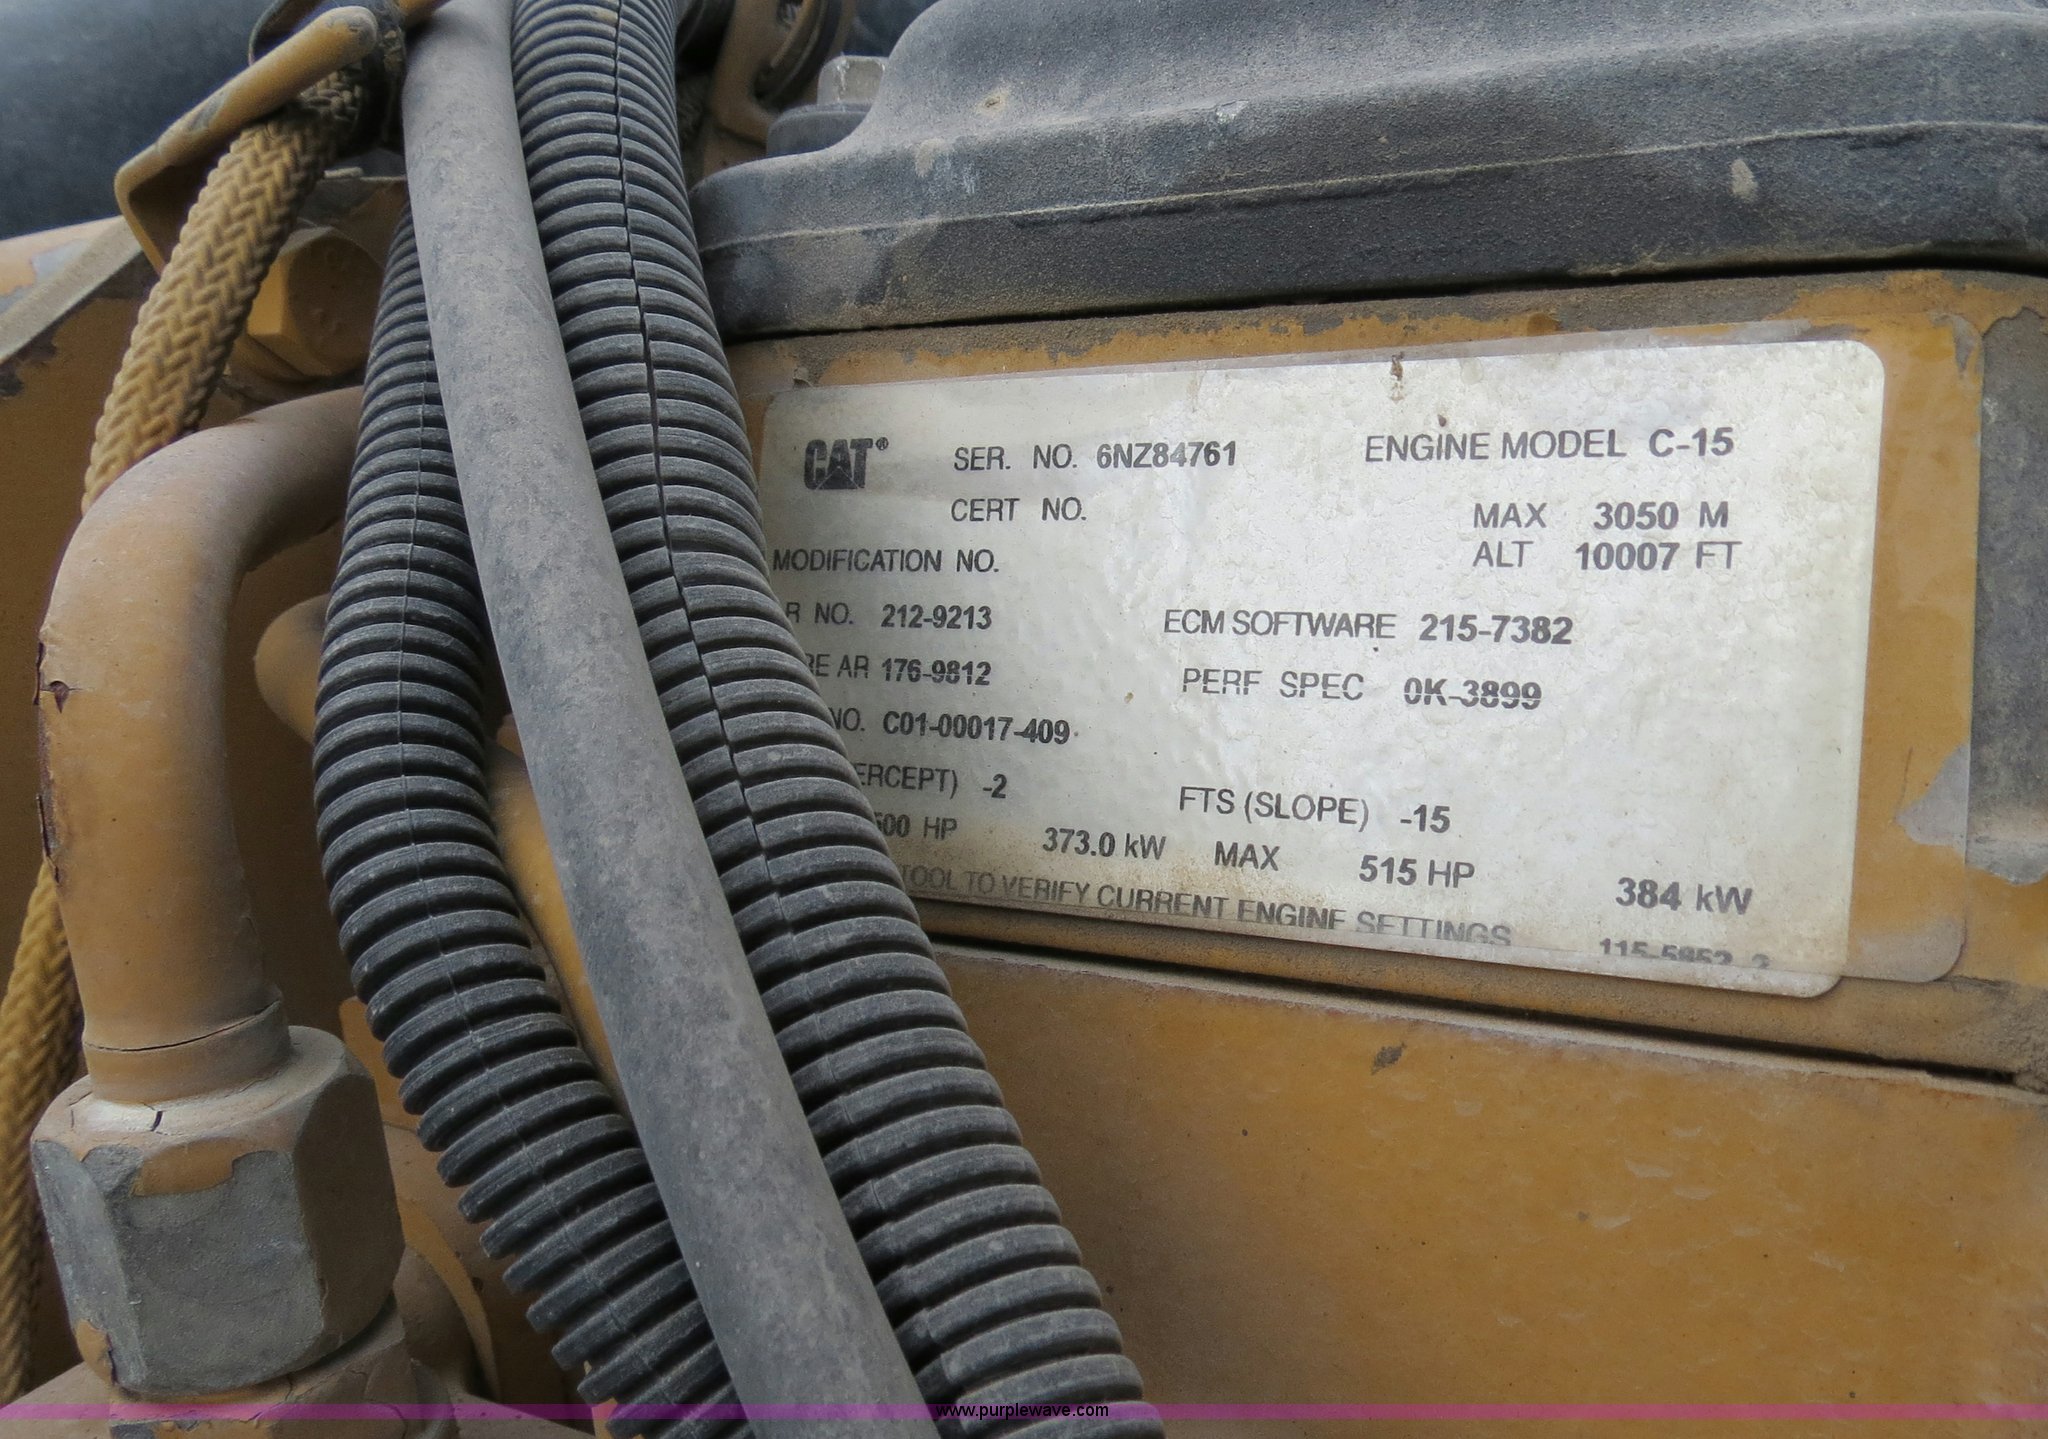 CAT® SER. NO. 6NZ84761 ENGINE MODEL C-15
CERT NO. MAX 3050 M
MODIFICATION NO. ALT 10007 FT
R NO. 212-9213 ECM SOFTWARE 215-7382
RE AR 176-9812 PERF SPEC 0K-3899
NO. C01-00017-409
ERCEPT) -2 FTS (SLOPE) -15
500 HP 373.0 kW MAX 515 HP 384 kW
TOOL TO VERIFY CURRENT ENGINE SETTINGS
www.purplewave.com